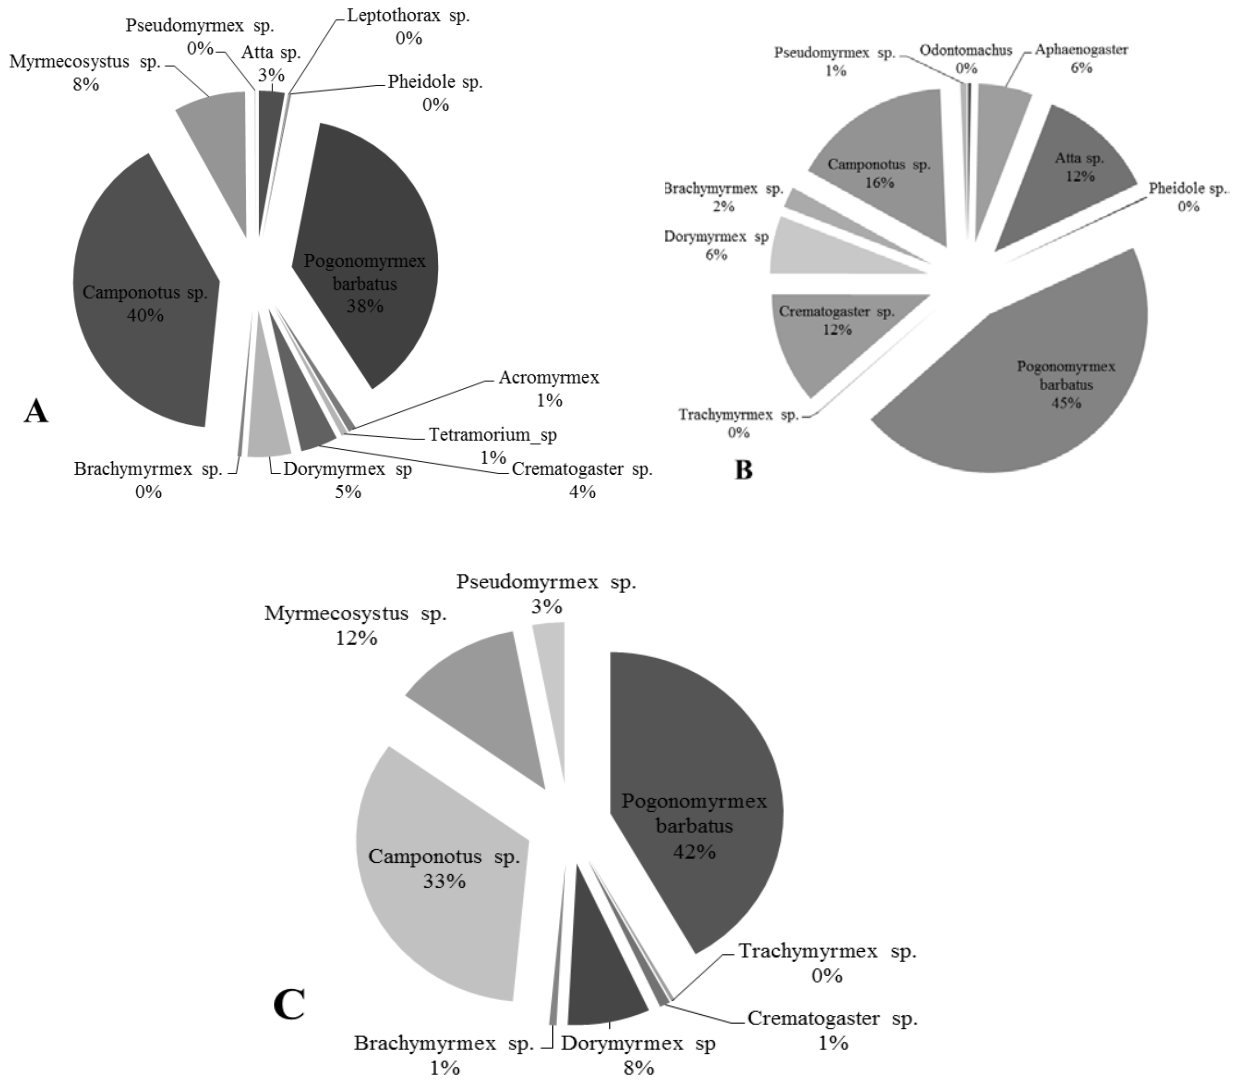 Pseudomyrmex sp.
0%
Leptothorax sp.
0%
Atta sp.
3%
Myrmecosystus sp.
8%
Pheidole sp.
0%
Pogonomyrmex
barbatus
38%
Camponotus sp.
40%
Acromyrmex
1%
Tetramorium_sp
1%
Crematogaster sp.
4%
Dorymyrmex sp
5%
Brachymyrmex sp.
0%
A
Pseudomyrmex sp.
1%
Odontomachus
0%
Aphaenogaster
6%
Camponotus sp.
16%
Atta sp.
12%
Brachymyrmex sp.
2%
Pheidole sp.
0%
Dorymyrmex sp
6%
Crematogaster sp.
12%
Pogonomyrmex
barbatus
45%
Trachymyrmex sp.
0%
B
Pseudomyrmex sp.
3%
Myrmecosystus sp.
12%
Pogonomyrmex
barbatus
42%
Camponotus sp.
33%
Trachymyrmex sp.
0%
Crematogaster sp.
1%
Dorymyrmex sp
8%
Brachymyrmex sp.
1%
C